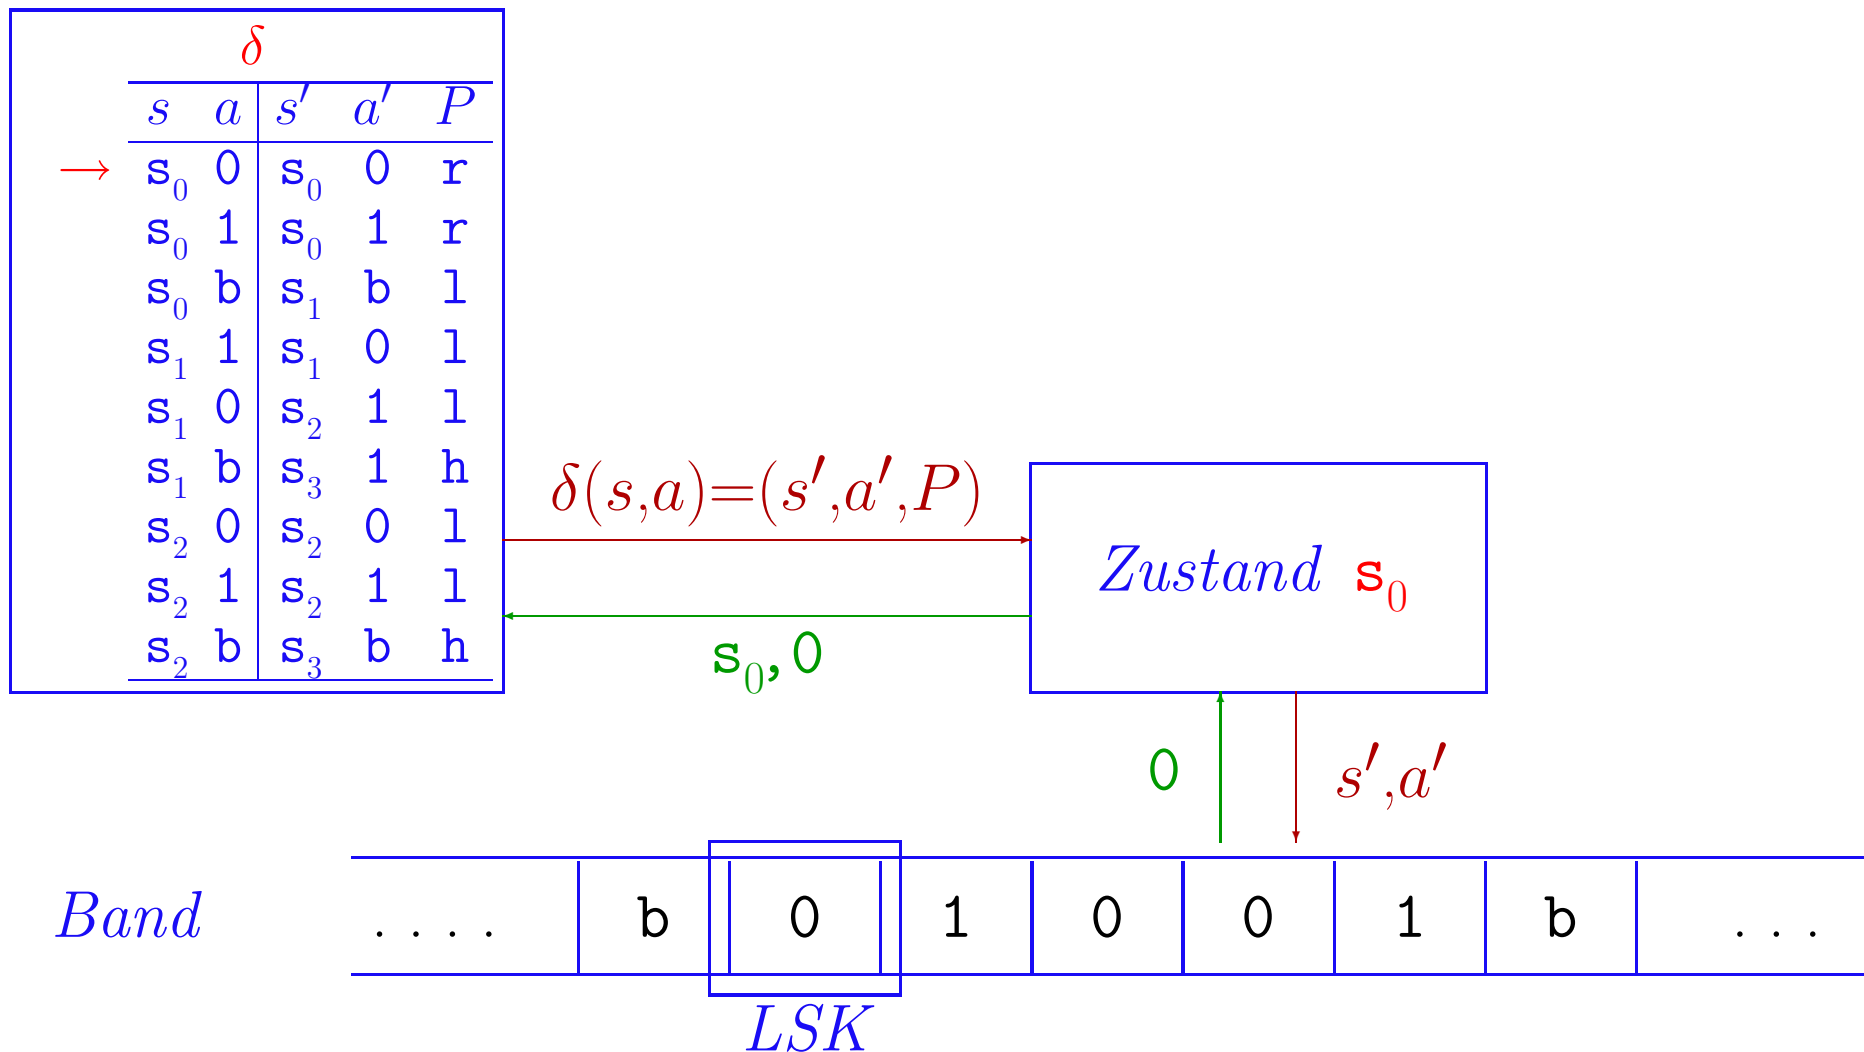 δ
s a s′ a′ P
→ s₀ 0 s₀ 0 r
s₀ 1 s₀ 1 r
s₀ b s₁ b l
s₁ 1 s₁ 0 l
s₁ 0 s₂ 1 l
s₁ b s₃ 1 h
s₂ 0 s₂ 0 l
s₂ 1 s₂ 1 l
s₂ b s₃ b h
δ(s,a)=(s′,a′,P)
s₀,0
Zustand s₀
0
s′,a′
Band . . . . b 0 1 0 0 1 b . . .
LSK